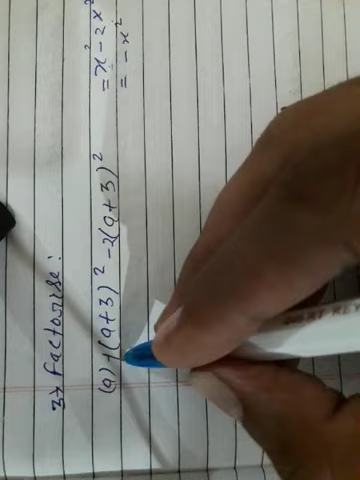 3) factorise:
(a) (a+3)² - 2(a+3)²
= x² - 2x²
= - x²